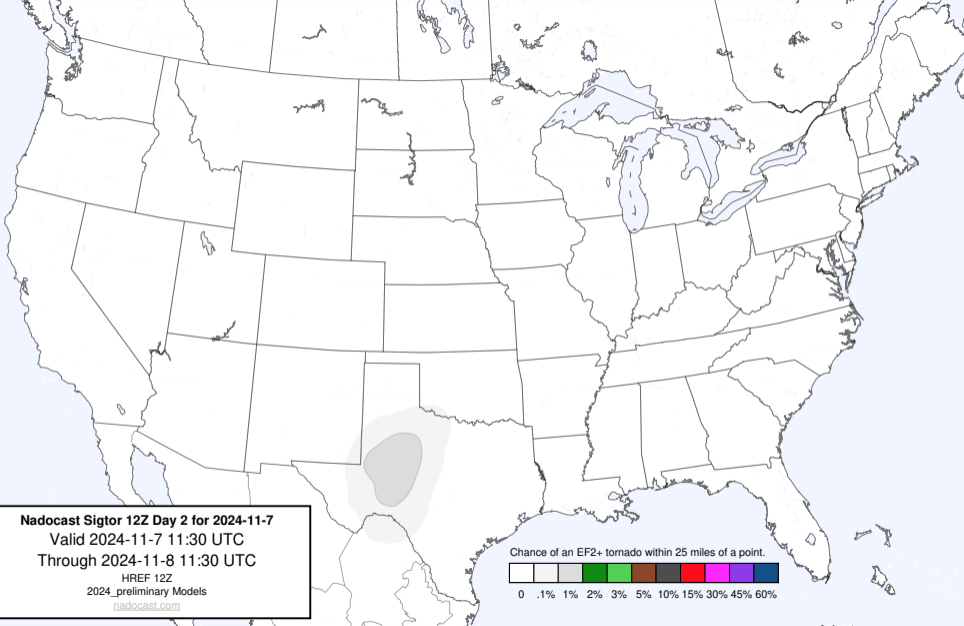 Nadocast Sigtor 12Z Day 2 for 2024-11-7
Valid 2024-11-7 11:30 UTC
Through 2024-11-8 11:30 UTC
HREF 12Z
2024_preliminary Models
nadocast.com
Chance of an EF2+ tornado within 25 miles of a point.
0 .1% 1% 2% 3% 5% 10% 15% 30% 45% 60%